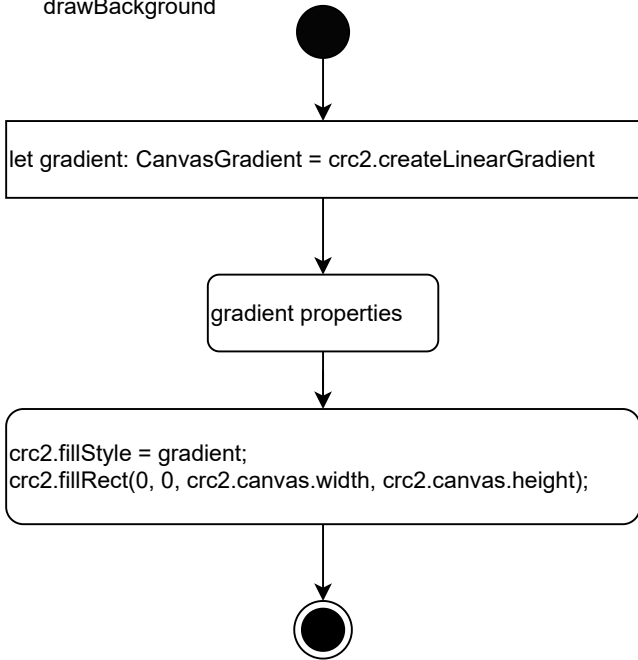 drawBackground
let gradient: CanvasGradient = crc2.createLinearGradient
gradient properties
crc2.fillStyle = gradient;
crc2.fillRect(0, 0, crc2.canvas.width, crc2.canvas.height);